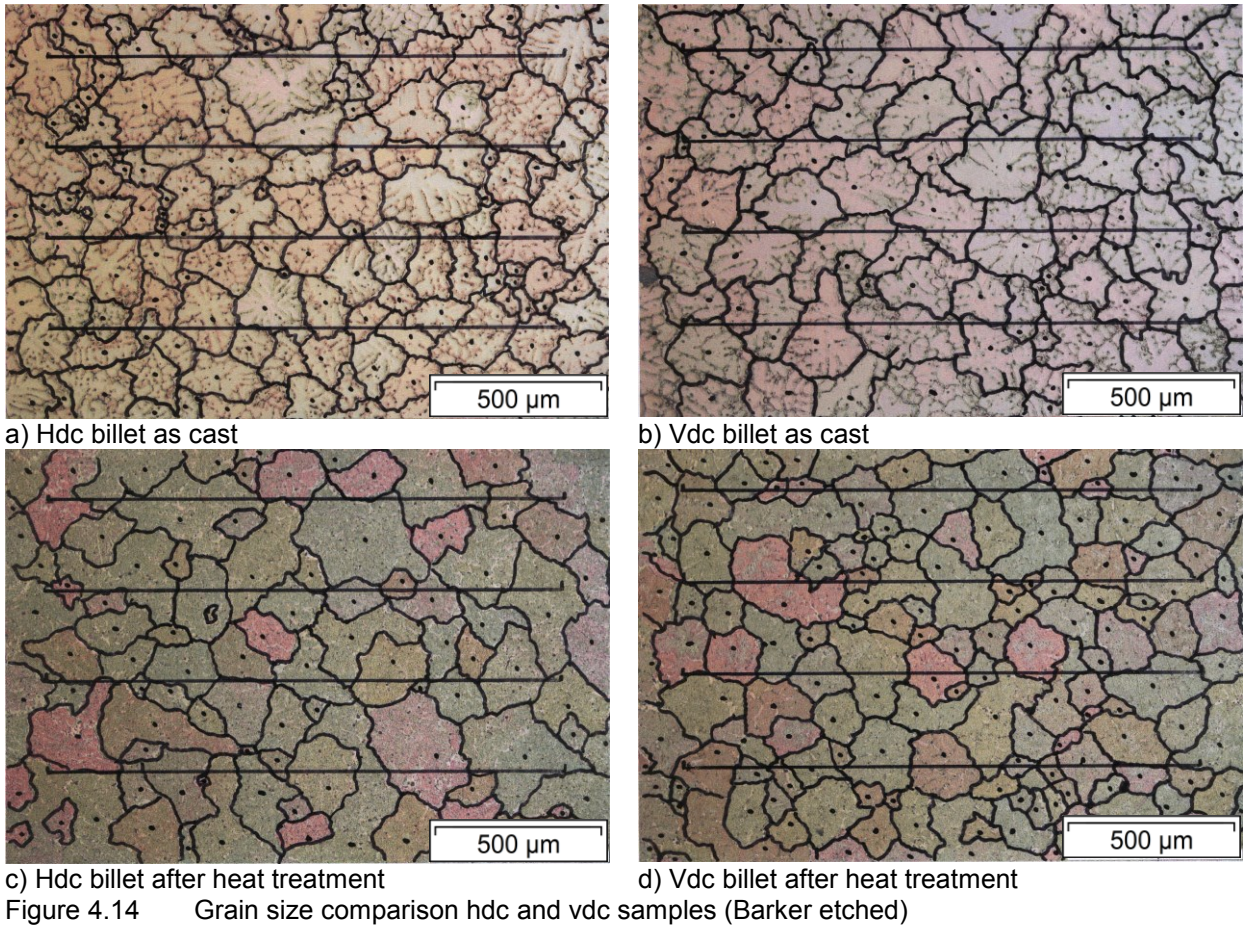 500 µm
500 µm
a) Hdc billet as cast
b) Vdc billet as cast
500 µm
500 µm
c) Hdc billet after heat treatment
d) Vdc billet after heat treatment
Figure 4.14 Grain size comparison hdc and vdc samples (Barker etched)